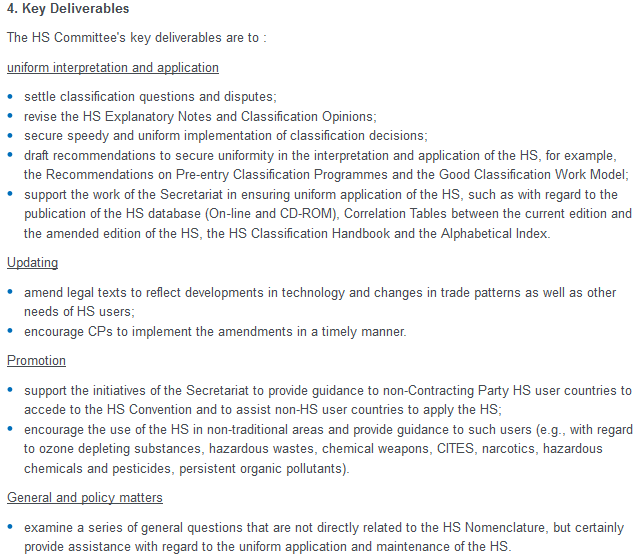 4. Key Deliverables
The HS Committee's key deliverables are to :
uniform interpretation and application
• settle classification questions and disputes;
• revise the HS Explanatory Notes and Classification Opinions;
• secure speedy and uniform implementation of classification decisions;
• draft recommendations to secure uniformity in the interpretation and application of the HS, for example,
the Recommendations on Pre-entry Classification Programmes and the Good Classification Work Model;
• support the work of the Secretariat in ensuring uniform application of the HS, such as with regard to the
publication of the HS database (On-line and CD-ROM), Correlation Tables between the current edition and
the amended edition of the HS, the HS Classification Handbook and the Alphabetical Index.
Updating
• amend legal texts to reflect developments in technology and changes in trade patterns as well as other
needs of HS users;
• encourage CPs to implement the amendments in a timely manner.
Promotion
• support the initiatives of the Secretariat to provide guidance to non-Contracting Party HS user countries to
accede to the HS Convention and to assist non-HS user countries to apply the HS;
• encourage the use of the HS in non-traditional areas and provide guidance to such users (e.g., with regard
to ozone depleting substances, hazardous wastes, chemical weapons, CITES, narcotics, hazardous
chemicals and pesticides, persistent organic pollutants).
General and policy matters
• examine a series of general questions that are not directly related to the HS Nomenclature, but certainly
provide assistance with regard to the uniform application and maintenance of the HS.